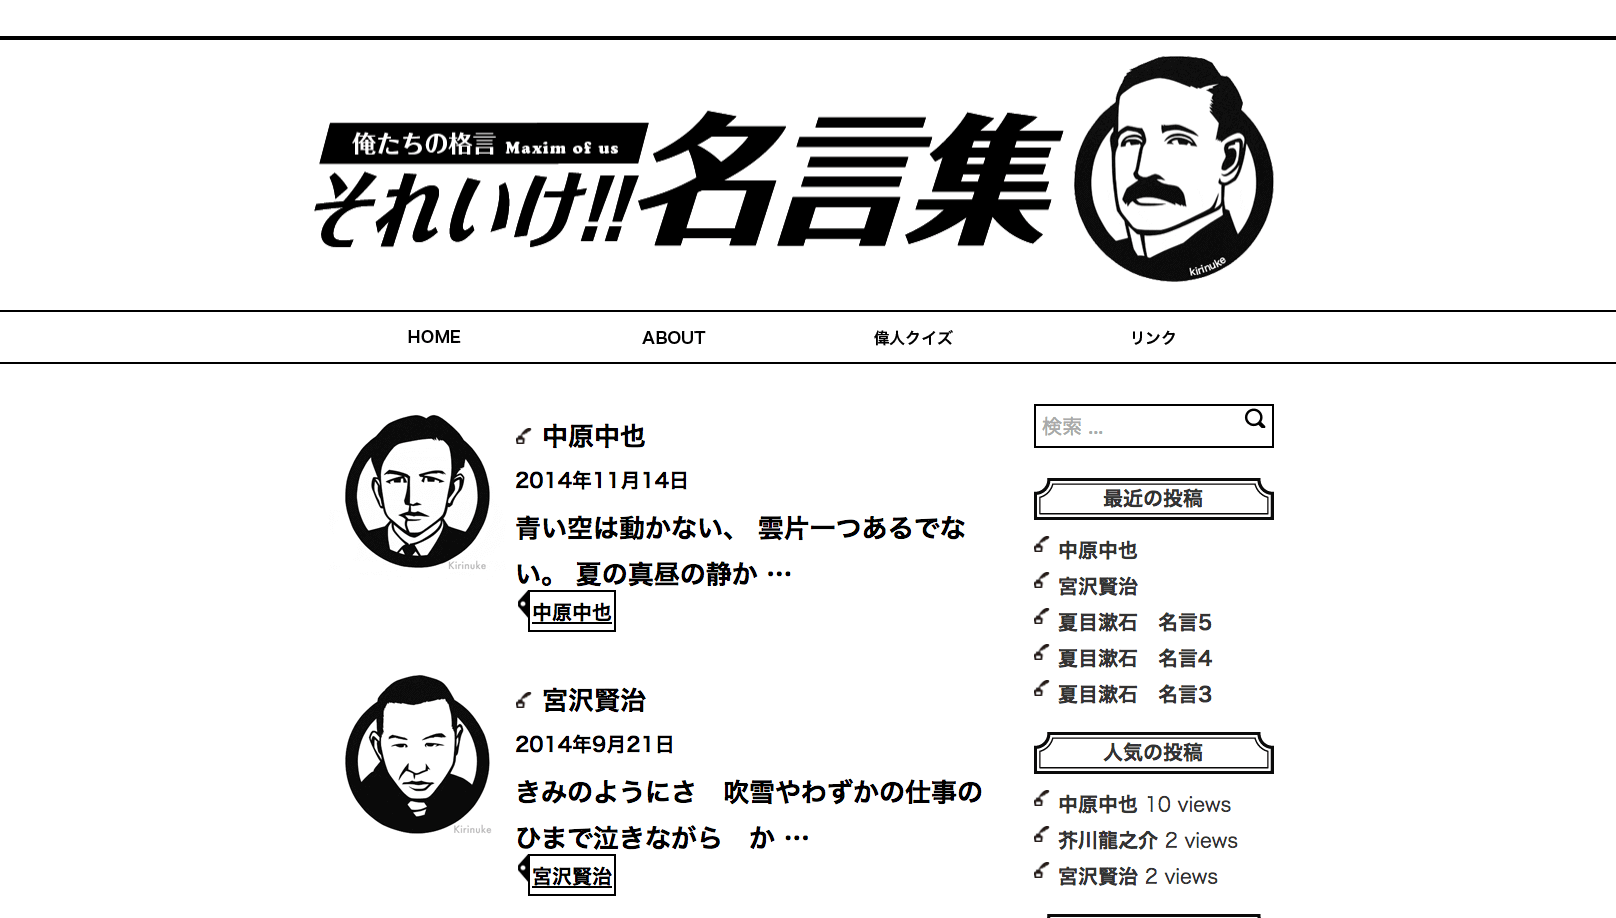 俺たちの格言 Maxim of us
それいけ!!名言集
kirinuke
HOME
ABOUT
偉人クイズ
リンク
中原中也
2014年11月14日
青い空は動かない、 雲片一つあるでな
い。 夏の真昼の静か …
中原中也
Kirinuke
宮沢賢治
2014年9月21日
きみのようにさ　吹雪やわずかの仕事の
ひまで泣きながら　か …
宮沢賢治
Kirinuke
検索 ...
最近の投稿
中原中也
宮沢賢治
夏目漱石　名言5
夏目漱石　名言4
夏目漱石　名言3
人気の投稿
中原中也 10 views
芥川龍之介 2 views
宮沢賢治 2 views